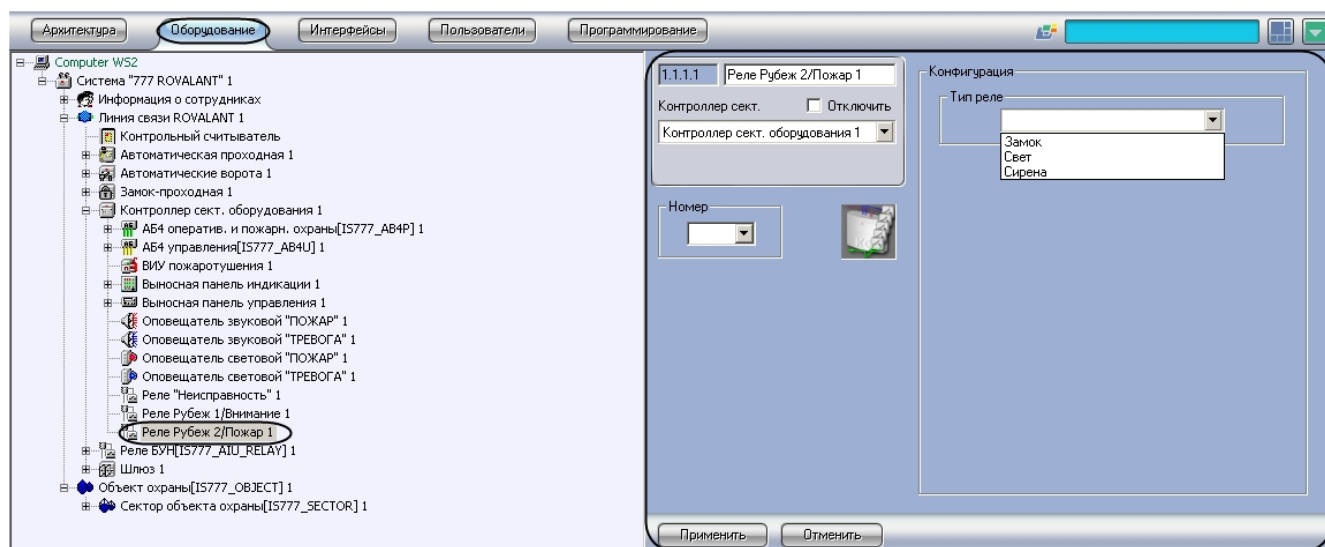 Архитектура Оборудование Интерфейсы Пользователи Программирование
Computer WS2
Система "777 ROVALANT" 1
Информация о сотрудниках
Линия связи ROVALANT 1
Контрольный считыватель
Автоматическая проходная 1
Автоматические ворота 1
Замок-проходная 1
Контроллер сект. оборудования 1
АБ4 оператив. и пожарн. охраны[IS777_AB4P] 1
АБ4 управления[IS777_AB4U] 1
ВИУ пожаротушения 1
Выносная панель индикации 1
Выносная панель управления 1
Оповещатель звуковой "ПОЖАР" 1
Оповещатель звуковой "ТРЕВОГА" 1
Оповещатель световой "ПОЖАР" 1
Оповещатель световой "ТРЕВОГА" 1
Реле "Неисправность" 1
Реле Рубеж 1/Внимание 1
Реле Рубеж 2/Пожар 1
Реле БУН[IS777_AIU_RELAY] 1
Шлюз 1
Объект охраны[IS777_OBJECT] 1
Сектор объекта охраны[IS777_SECTOR] 1
1.1.1.1 Реле Рубеж 2/Пожар 1
Контроллер сект. Отключить
Контроллер сект. оборудования 1
Номер
Конфигурация
Тип реле
Замок
Свет
Сирена
Применить Отменить